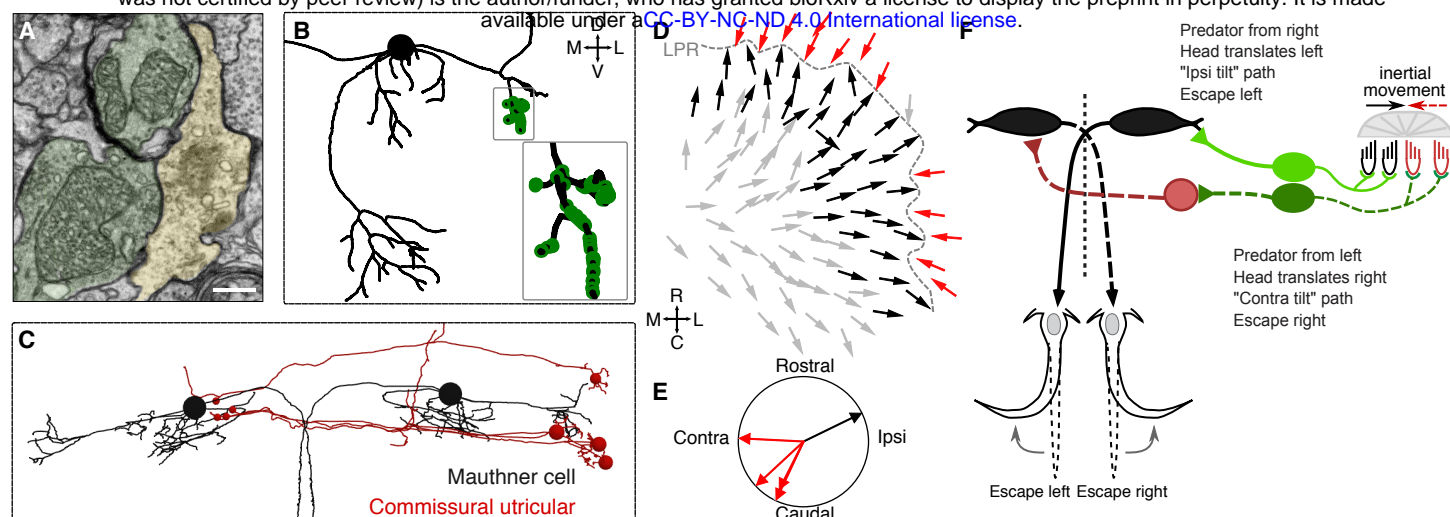 was not certified by peer review) is the author/funder, who has granted bioRxiv a license to display the preprint in perpetuity. It is made
available under aCC-BY-NC-ND 4.0 International license.
A
B
D
M L
V
C
Mauthner cell
Commissural utricular
D
LPR
R
M L
C
E
Rostral
Contra
Ipsi
Caudal
F
Predator from right
Head translates left
"Ipsi tilt" path
Escape left
inertial
movement
Predator from left
Head translates right
"Contra tilt" path
Escape right
Escape left Escape right